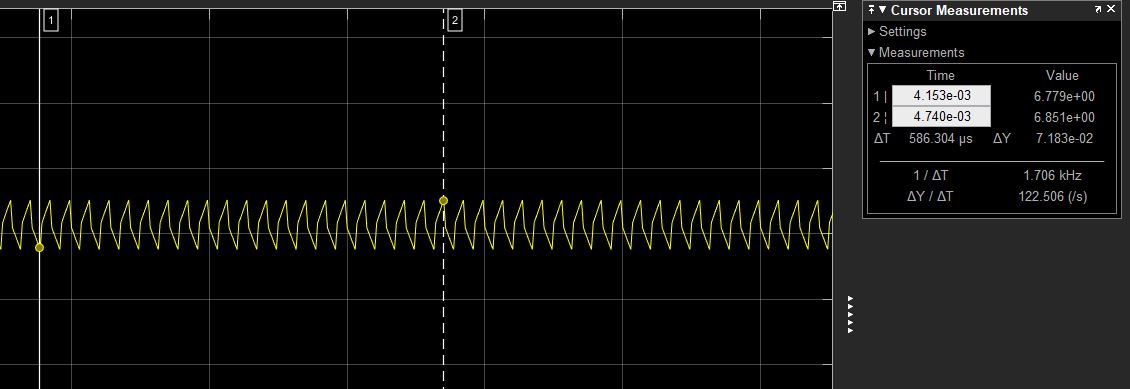 1
2
Cursor Measurements
Settings
Measurements
Time Value
1 | 4.153e-03 6.779e+00
2 ¦ 4.740e-03 6.851e+00
ΔT 586.304 µs ΔY 7.183e-02
1 / ΔT 1.706 kHz
ΔY / ΔT 122.506 (/s)